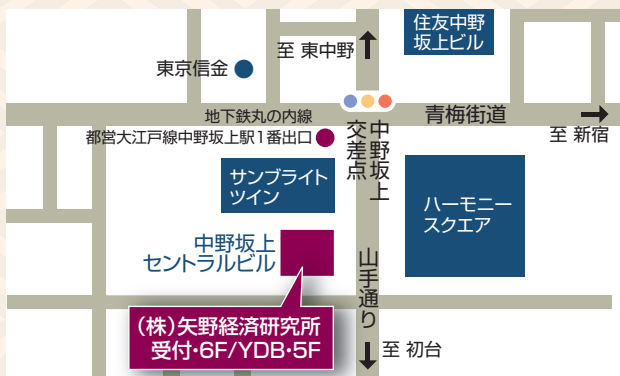 住友中野
坂上ビル
至 東中野
東京信金
地下鉄丸の内線
都営大江戸線中野坂上駅1番出口
青梅街道
至 新宿
中野坂上
交差点
サンブライト
ツイン
ハーモニー
スクエア
中野坂上
セントラルビル
山手通り
(株)矢野経済研究所
受付・6F/YDB・5F
至 初台